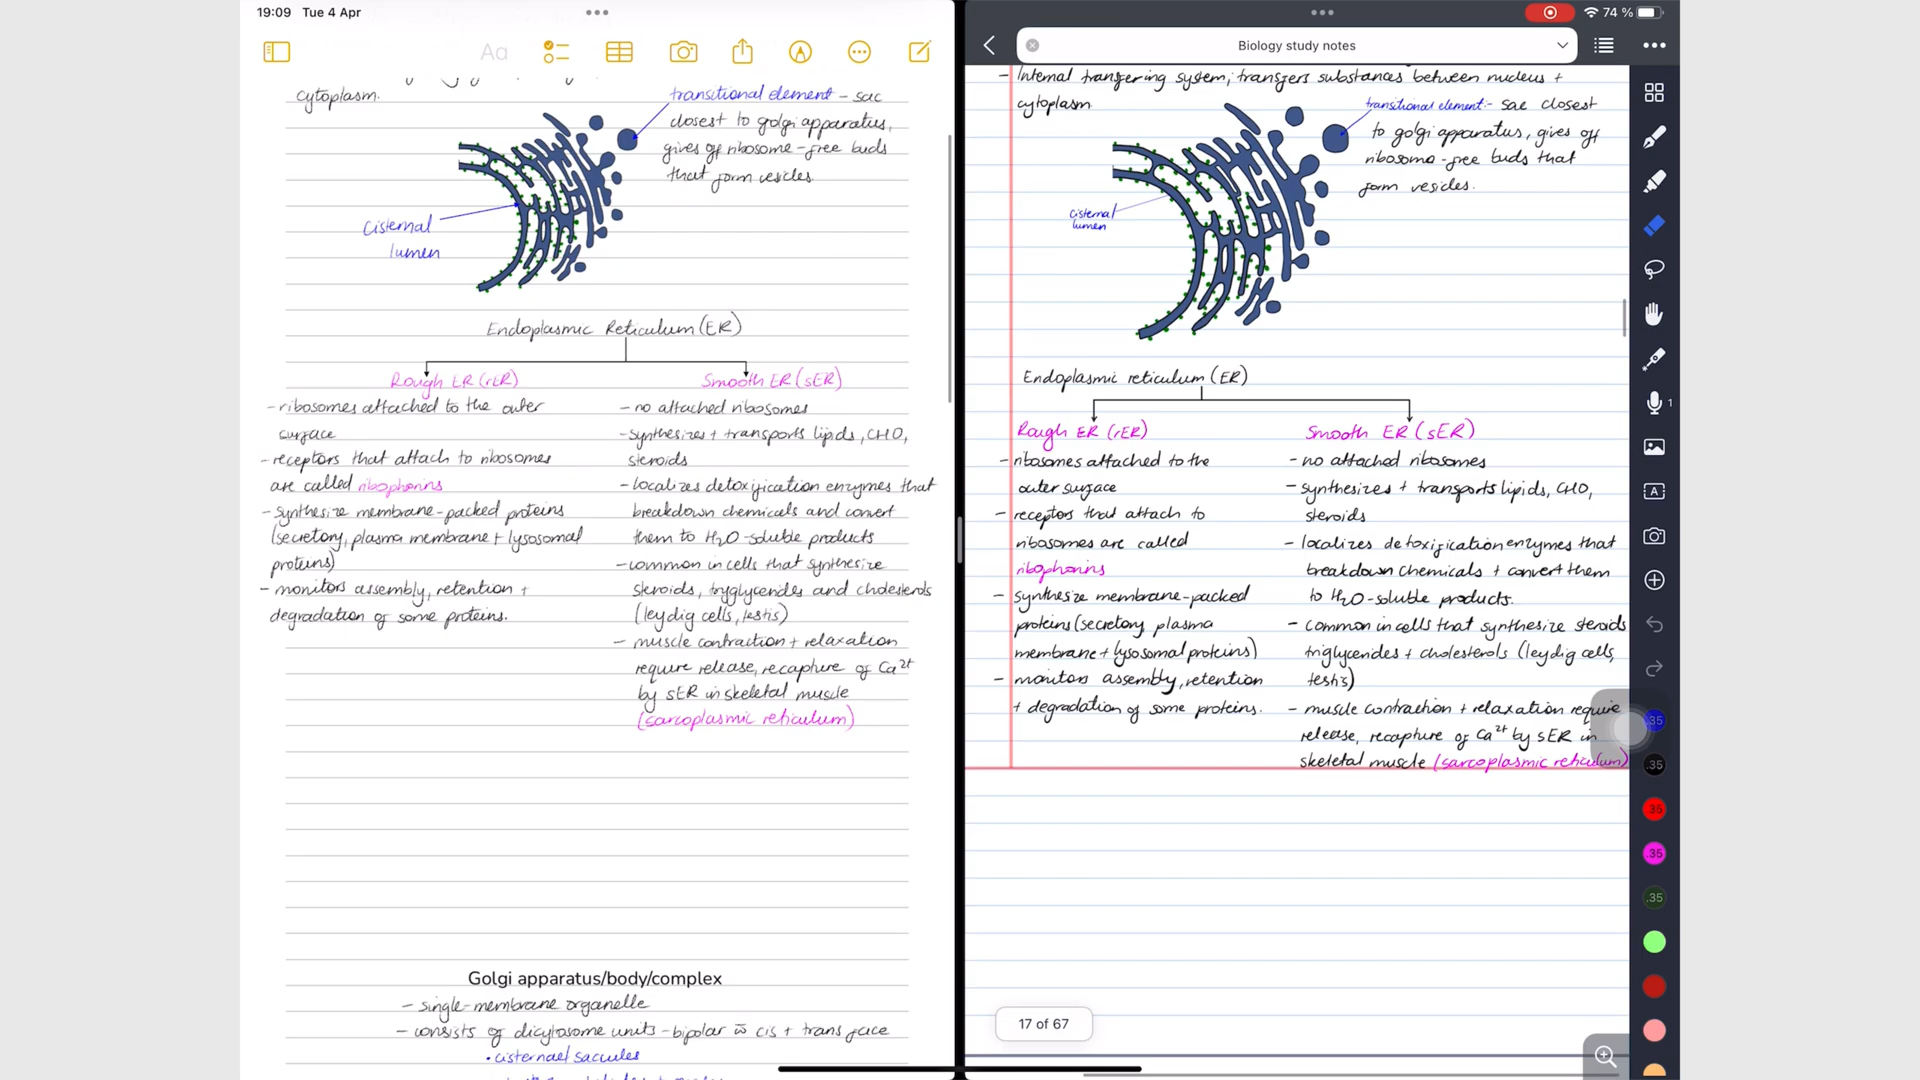 19:09 Tue 4 Apr
Aa
cytoplasm.
transitional element - sac
closest to golgi apparatus,
gives off ribosome-free buds
that form vesicles.
Cisternal
lumen
Endoplasmic Reticulum (ER)
Rough ER (rER)
- ribosomes attached to the outer
surface
- receptors that attach to ribosomes
are called ribophorins
- synthesize membrane-packed proteins
(secretory, plasma membrane + lysosomal
proteins)
- monitors assembly, retention +
degradation of some proteins.
Smooth ER (sER)
- no attached ribosomes
- synthesizes + transports lipids, CHO,
steroids
- localizes detoxification enzymes that
breakdown chemicals and convert
them to H₂O-soluble products
- common in cells that synthesize
steroids, tryglycerides and cholesterols
(leydig cells, testis)
- muscle contraction + relaxation
require release, recapture of Ca²⁺
by sER in skeletal muscle
(sarcoplasmic reticulum)
Golgi apparatus/body/complex
- single-membrane organelle
- consists of dictyosome units - bipolar w̄ cis + trans face
• cisternael saccules
74 %
Biology study notes
- Internal transfering system; transfers substances between nucleus +
cytoplasm
transitional element:- sac closest
to golgi apparatus, gives off
ribosome-free buds that
form vesicles.
cisternal
lumen
Endoplasmic reticulum (ER)
Rough ER (rER)
- ribosomes attached to the
outer surface
- receptors that attach to
ribosomes are called
ribophorins
- synthesize membrane-packed
proteins (secretory, plasma
membrane + lysosomal proteins)
- monitors assembly, retention
+ degradation of some proteins.
Smooth ER (sER)
- no attached ribosomes
- synthesizes + transports lipids, CHO,
steroids
- localizes detoxification enzymes that
breakdown chemicals + convert them
to H₂O-soluble products.
- common in cells that synthesize steroids
triglycerides + cholesterols (leydig cells,
testis)
- muscle contraction + relaxation require
release, recapture of Ca²⁺ by sER in
skeletal muscle (sarcoplasmic reticulum)
17 of 67
A
1
.35
.35
.35
.35
.35